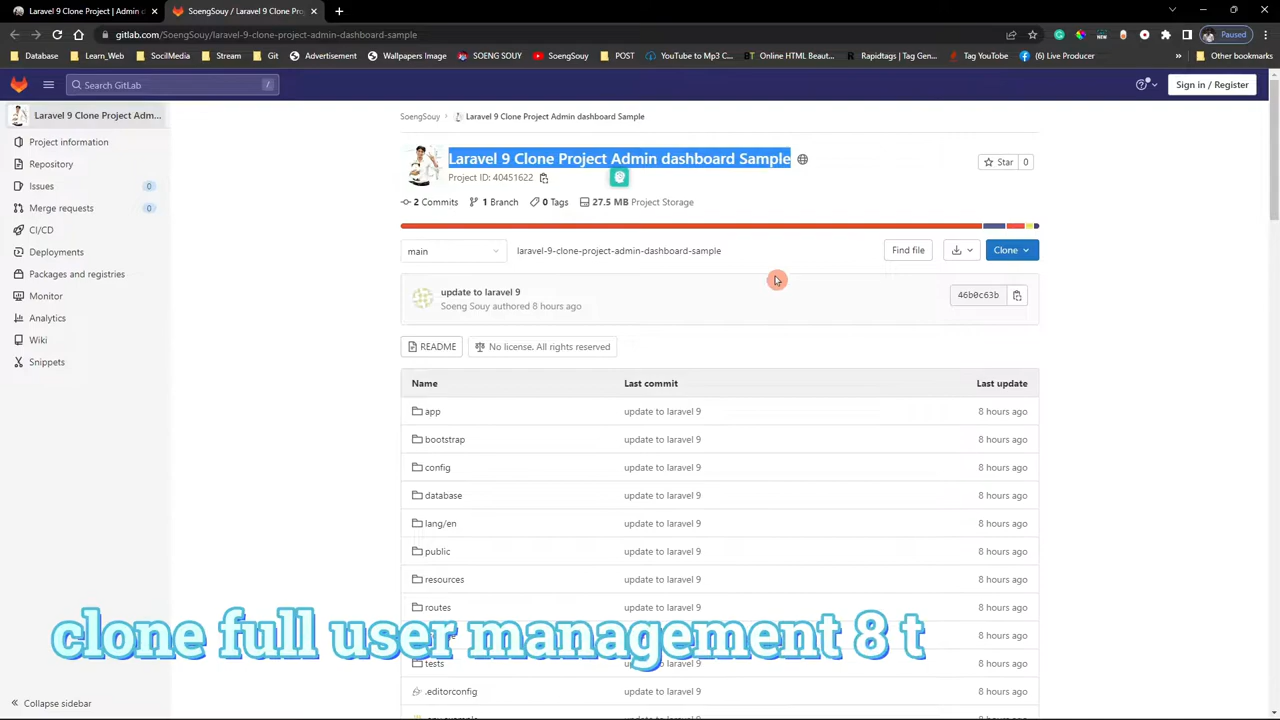 Laravel 9 Clone Project | Admin d
SoengSouy / Laravel 9 Clone Proj
gitlab.com/SoengSouy/laravel-9-clone-project-admin-dashboard-sample
Paused
Database
Learn_Web
SocilMedia
Stream
Git
Advertisement
Wallpapers Image
SOENG SOUY
SoengSouy
POST
YouTube to Mp3 C...
Online HTML Beaut...
Rapidtags | Tag Gen...
Tag YouTube
(6) Live Producer
»
Other bookmarks
Search GitLab
/
Sign in / Register
Laravel 9 Clone Project Adm...
Project information
Repository
Issues
0
Merge requests
0
CI/CD
Deployments
Packages and registries
Monitor
Analytics
Wiki
Snippets
Collapse sidebar
SoengSouy
Laravel 9 Clone Project Admin dashboard Sample
Laravel 9 Clone Project Admin dashboard Sample
Project ID: 40451622
Star
0
2 Commits
1 Branch
0 Tags
27.5 MB Project Storage
main
laravel-9-clone-project-admin-dashboard-sample
Find file
Clone
update to laravel 9
Soeng Souy authored 8 hours ago
46b0c63b
README
No license. All rights reserved
Name
Last commit
Last update
app
update to laravel 9
8 hours ago
bootstrap
update to laravel 9
8 hours ago
config
update to laravel 9
8 hours ago
database
update to laravel 9
8 hours ago
lang/en
update to laravel 9
8 hours ago
public
update to laravel 9
8 hours ago
resources
update to laravel 9
8 hours ago
routes
update to laravel 9
8 hours ago
clone full user management 8 t
8 hours ago
tests
update to laravel 9
8 hours ago
.editorconfig
update to laravel 9
8 hours ago